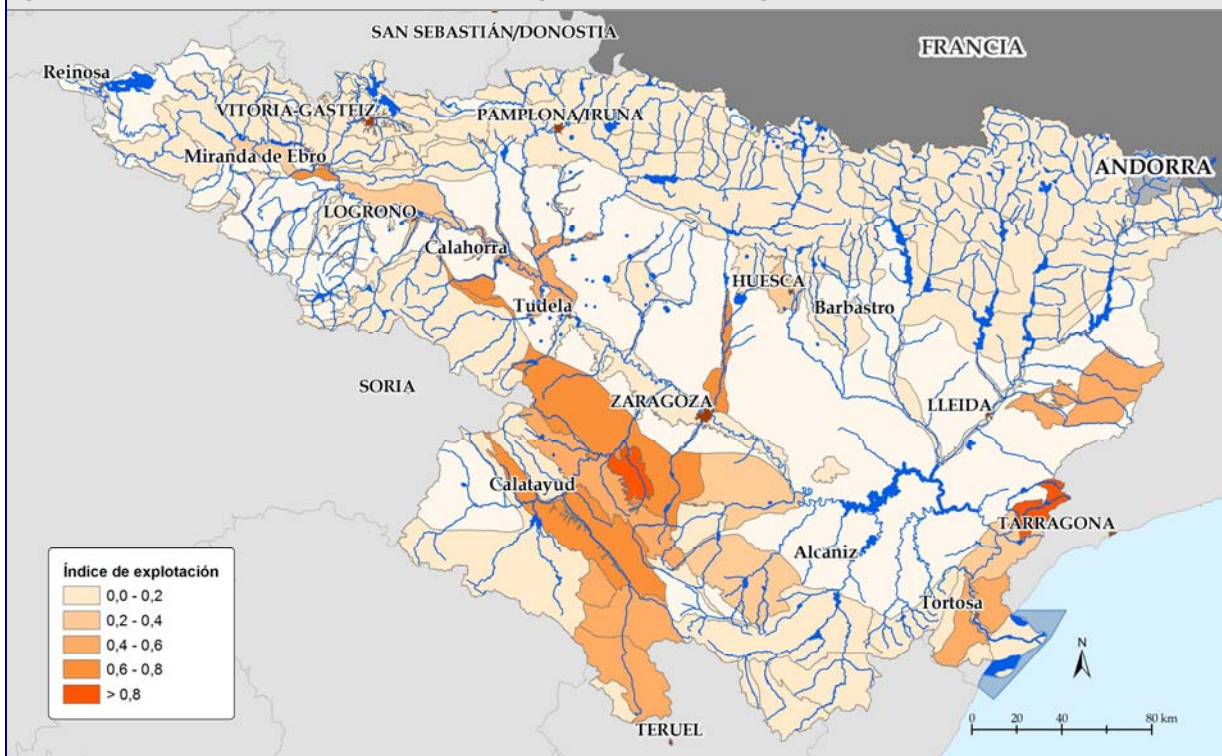 SAN SEBASTIÁN/DONOSTIA
FRANCIA
Reinosa
VITORIA-GASTEIZ
PAMPLONA/IRUNA
ANDORRA
Miranda de Ebro
LOGROÑO
Calahorra
HUESCA
Tudela
Barbastro
SORIA
ZARAGOZA
LLEIDA
Calatayud
TARRAGONA
Alcaniz
Tortosa
TERUEL
Índice de explotación
0,0 - 0,2
0,2 - 0,4
0,4 - 0,6
0,6 - 0,8
> 0,8
N
0 20 40 80 km